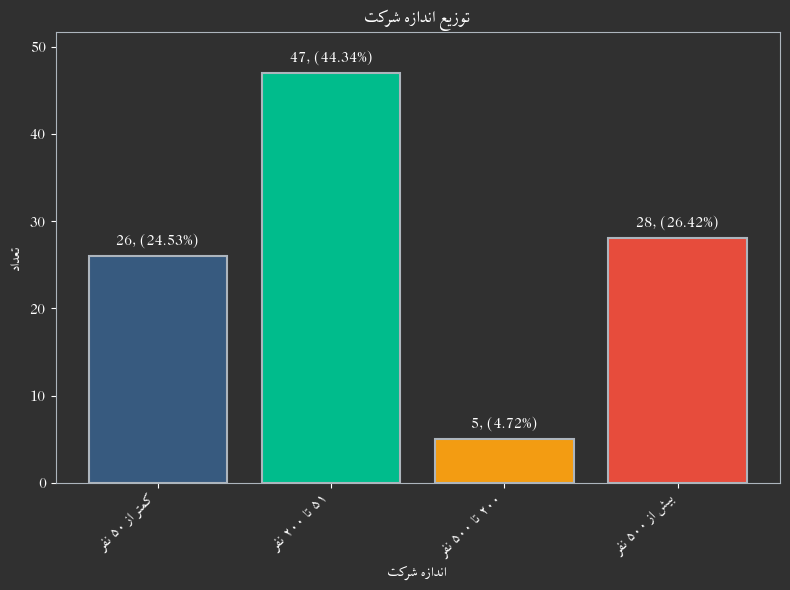 توزیع اندازه شرکت
تعداد
50
40
30
20
10
0
26, (24.53%)
47, (44.34%)
5, (4.72%)
28, (26.42%)
کمتر از ۵۰ نفر
۵۱ تا ۲۰۰ نفر
۲۰۰ تا ۵۰۰ نفر
بیش از ۵۰۰ نفر
اندازه شرکت